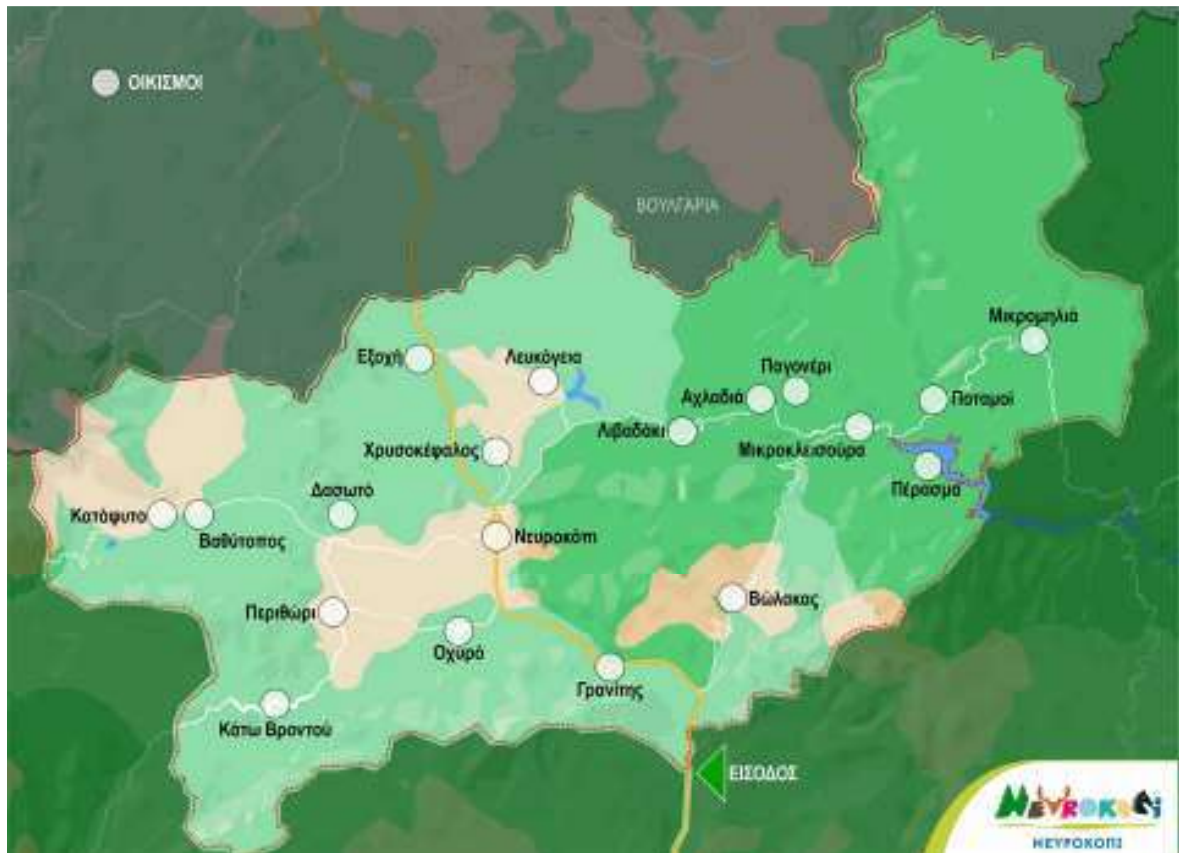 ΟΙΚΙΣΜΟΙ
ΒΟΥΛΓΑΡΙΑ
Μικρομηλιά
Εξοχή
Λευκόγεια
Παγονέρι
Αχλαδιά
Ποταμοί
Λιβαδάκι
Μικροκλεισούρα
Χρυσοκέφαλος
Πέρασμα
Δασωτό
Κατάφυτο
Βαθύτοπος
Νευροκόπι
Βώλακας
Περιθώρι
Οχυρό
Γρανίτης
Κάτω Βροντού
ΕΙΣΟΔΟΣ
ΝΕΥΡΟΚΟΠΙ